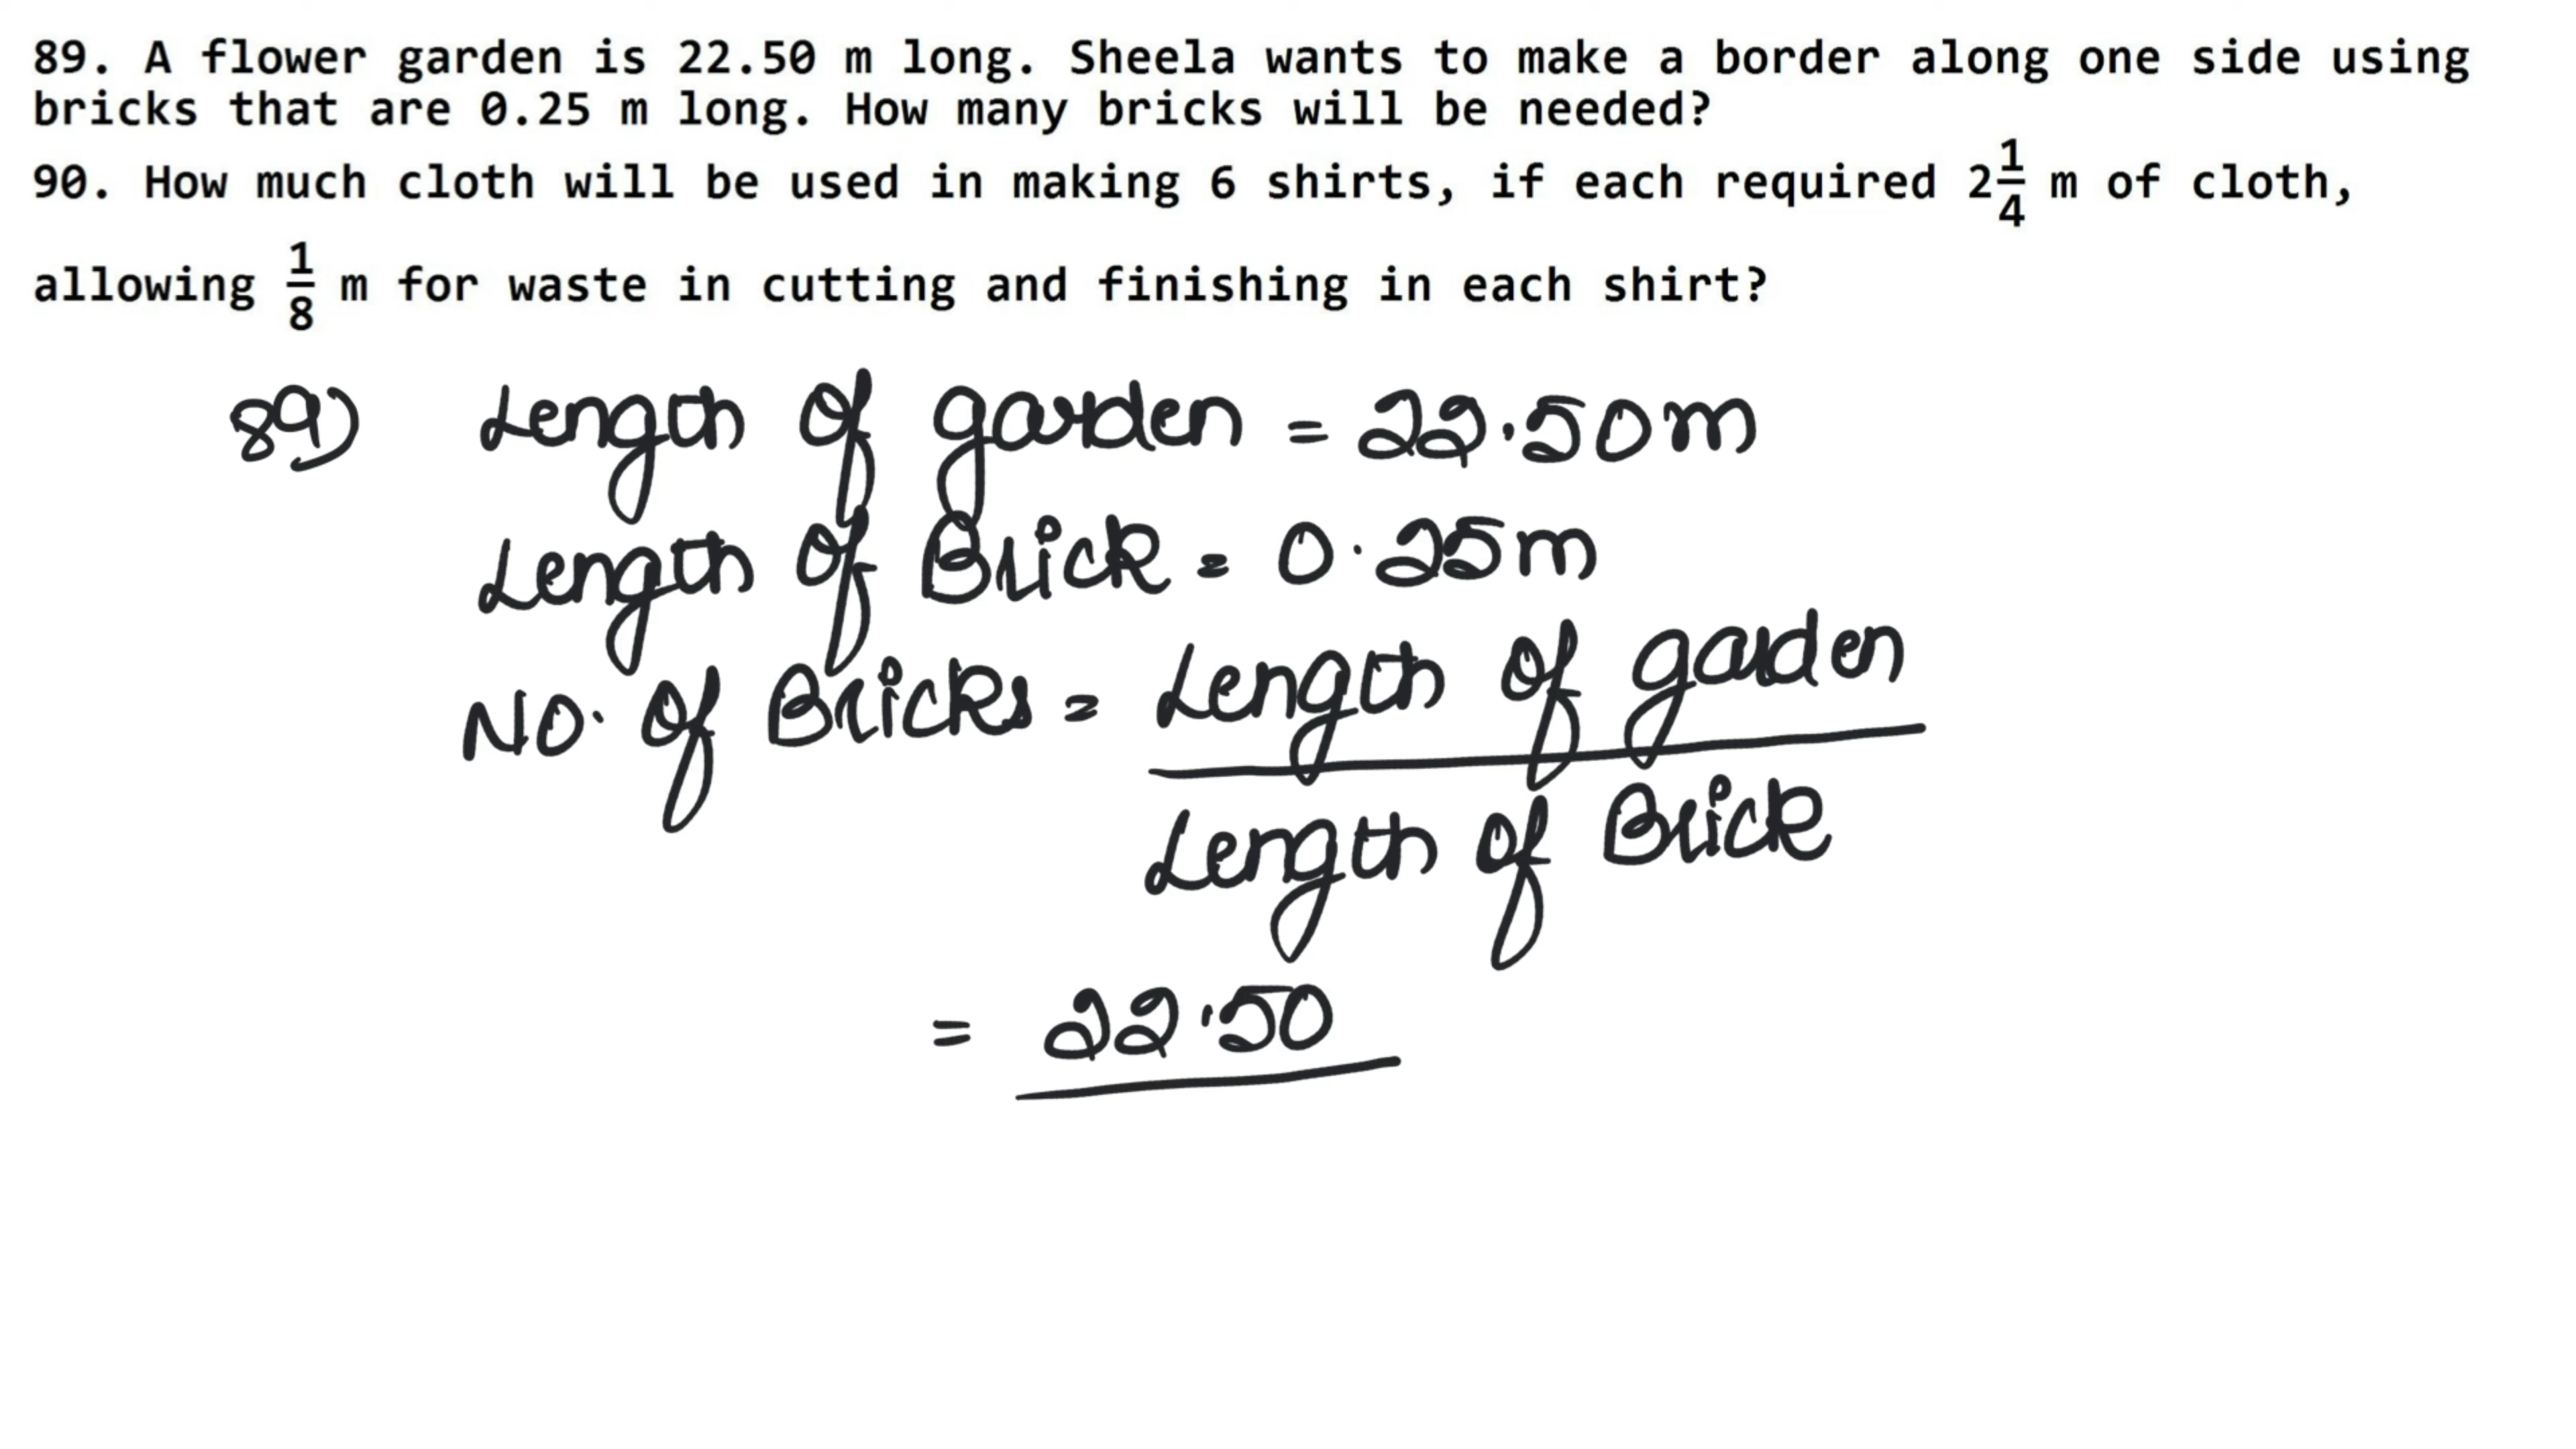 89. A flower garden is 22.50 m long. Sheela wants to make a border along one side using
bricks that are 0.25 m long. How many bricks will be needed?
90. How much cloth will be used in making 6 shirts, if each required 2 1/4 m of cloth,
allowing 1/8 m for waste in cutting and finishing in each shirt?
89) Length of garden = 22.50m
Length of Brick = 0.25m
No. of Bricks = Length of garden
Length of Brick
= 22.50